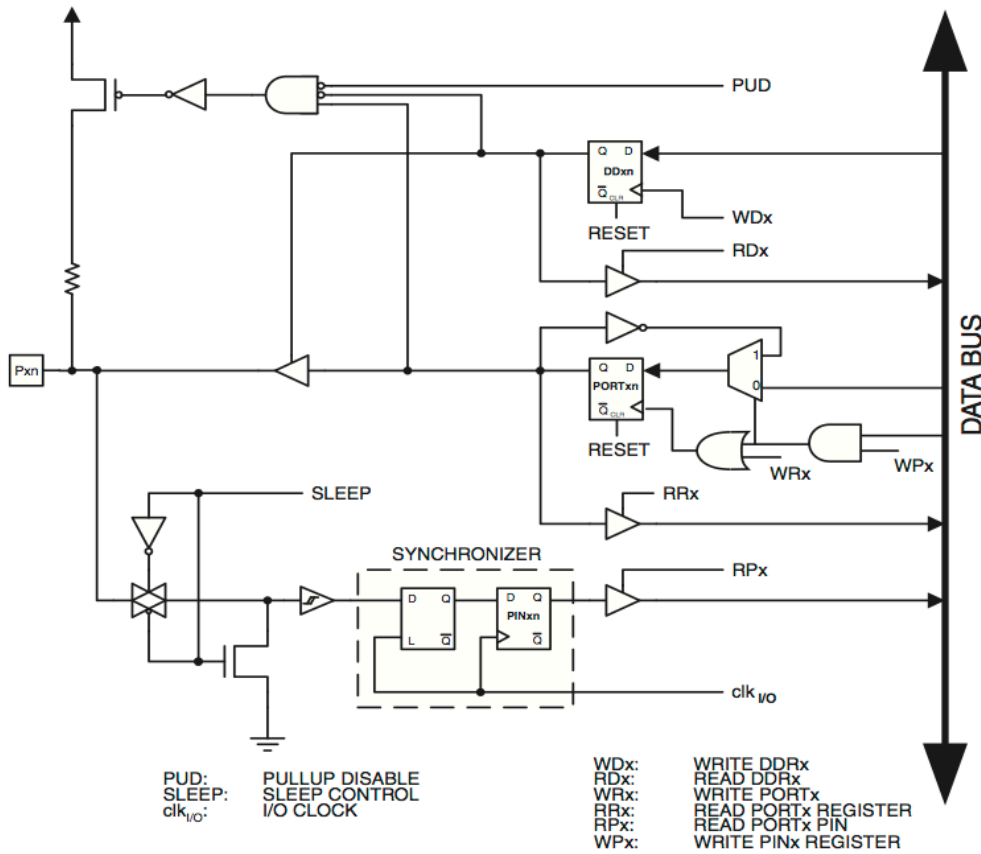 PUD
Q D
DDxn
Q CLR
WDx
RESET
RDx
Pxn
1
Q D
PORTxn
0
Q CLR
RESET
WRx
WPx
DATA BUS
SLEEP
RRx
SYNCHRONIZER
RPx
D Q
D Q
PINxn
L Q
Q
clk I/O
PUD: PULLUP DISABLE
SLEEP: SLEEP CONTROL
clk I/O: I/O CLOCK
WDx: WRITE DDRx
RDx: READ DDRx
WRx: WRITE PORTx
RRx: READ PORTx REGISTER
RPx: READ PORTx PIN
WPx: WRITE PINx REGISTER